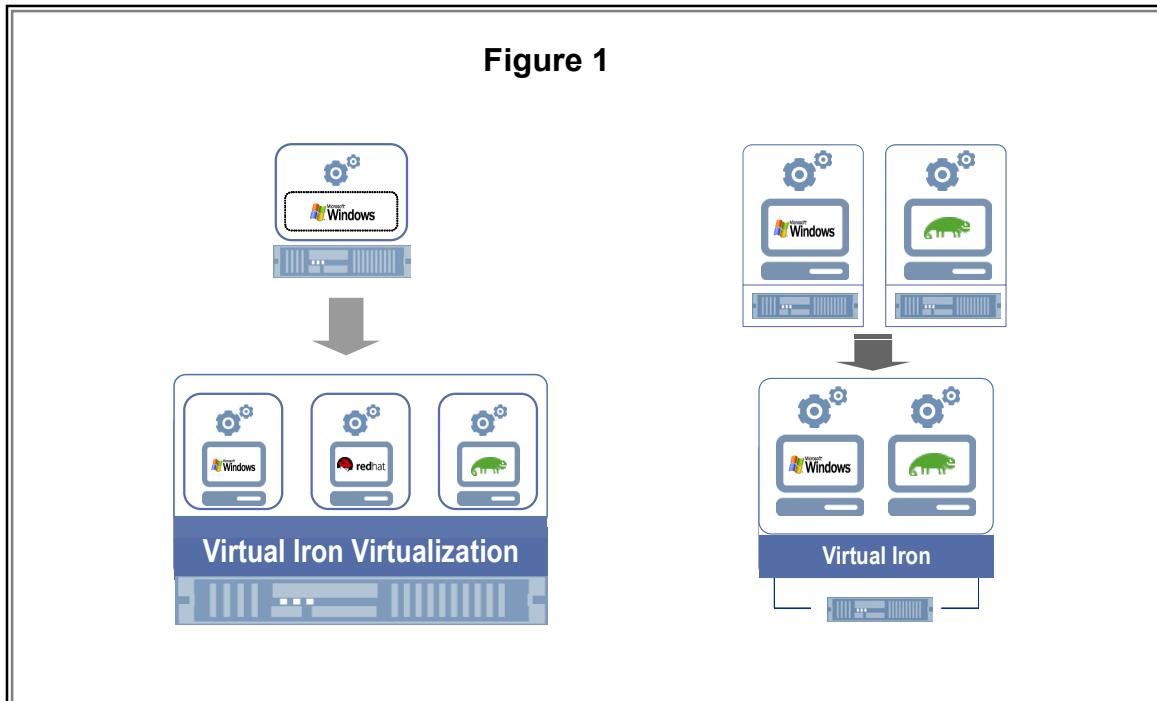 Figure 1
Microsoft
Windows
Microsoft
Windows
Microsoft
Windows
redhat
Virtual Iron Virtualization
Microsoft
Windows
Virtual Iron